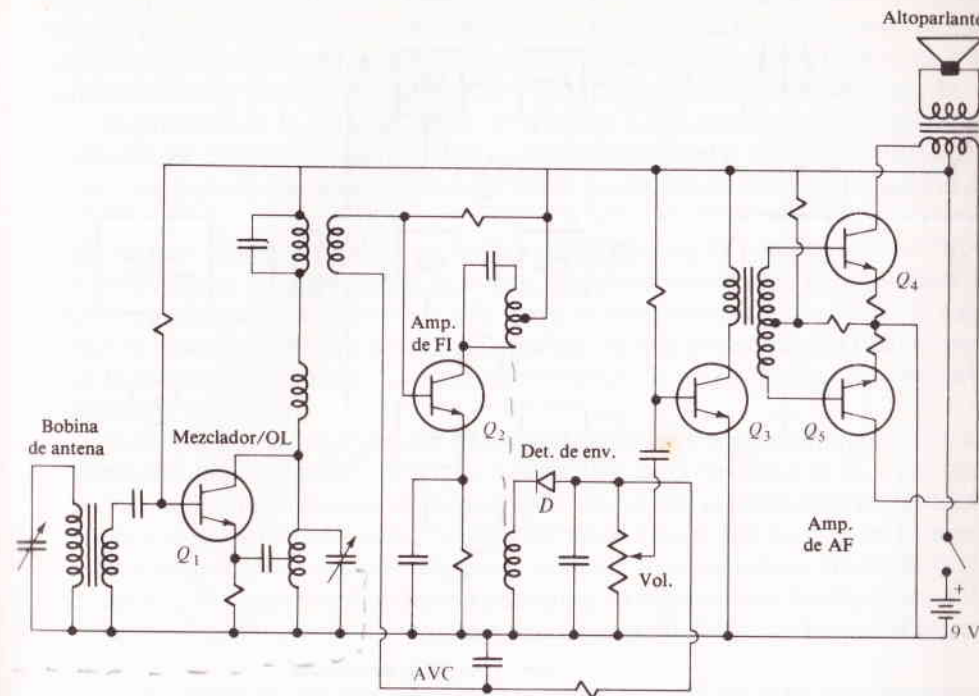 Altoparlante
Q4
Amp.
de FI
Q2
Q3
Q5
Bobina
de antena
Mezclador/OL
Det. de env.
D
Q1
Vol.
Amp.
de AF
+
9 V
AVC